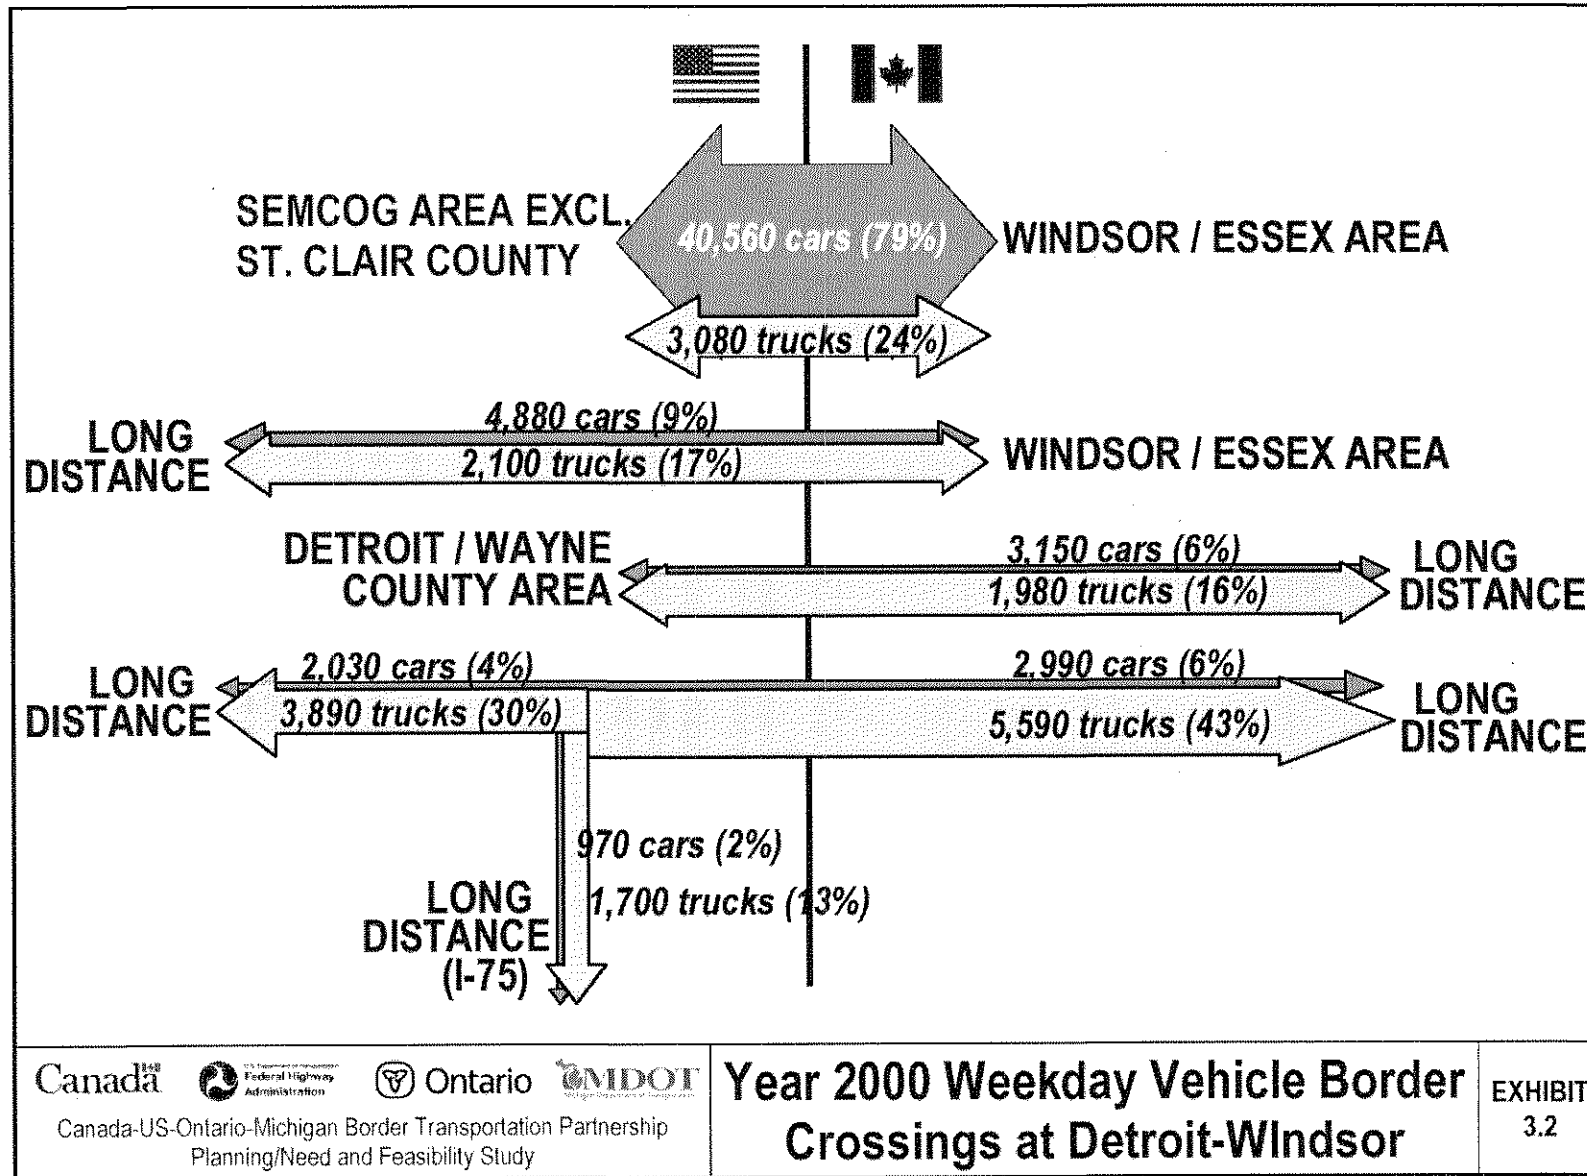 SEMCOG AREA EXCL.
ST. CLAIR COUNTY
40,560 cars (79%)
WINDSOR / ESSEX AREA
3,080 trucks (24%)
LONG
DISTANCE
4,880 cars (9%)
2,100 trucks (17%)
WINDSOR / ESSEX AREA
DETROIT / WAYNE
COUNTY AREA
3,150 cars (6%)
1,980 trucks (16%)
LONG
DISTANCE
LONG
DISTANCE
2,030 cars (4%)
3,890 trucks (30%)
2,990 cars (6%)
5,590 trucks (43%)
LONG
DISTANCE
970 cars (2%)
1,700 trucks (13%)
LONG
DISTANCE
(I-75)
Canada
Federal Highway
Administration
Ontario
MDOT
Canada-US-Ontario-Michigan Border Transportation Partnership
Planning/Need and Feasibility Study
Year 2000 Weekday Vehicle Border
Crossings at Detroit-WIndsor
EXHIBIT
3.2